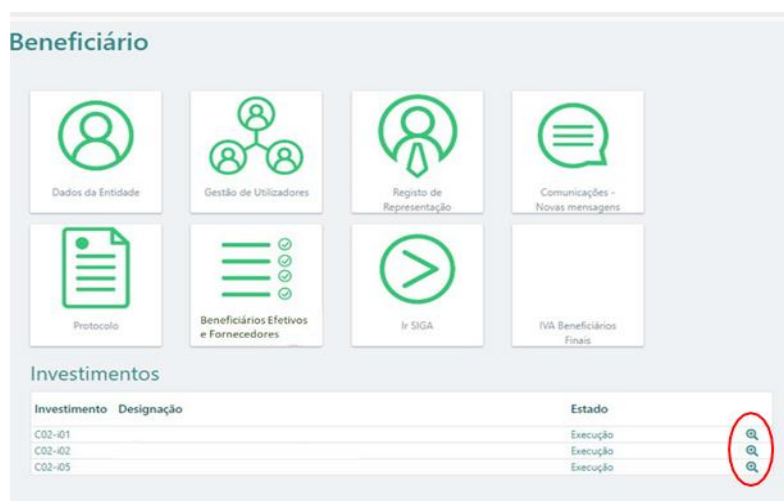 Beneficiário
Dados da Entidade
Gestão de Utilizadores
Registo de
Representação
Comunicações -
Novas mensagens
Protocolo
Beneficiários Efetivos
e Fornecedores
Ir SIGA
IVA Beneficiários
Finais
Investimentos
Investimento Designação Estado
C02-i01 Execução
C02-i02 Execução
C02-i05 Execução